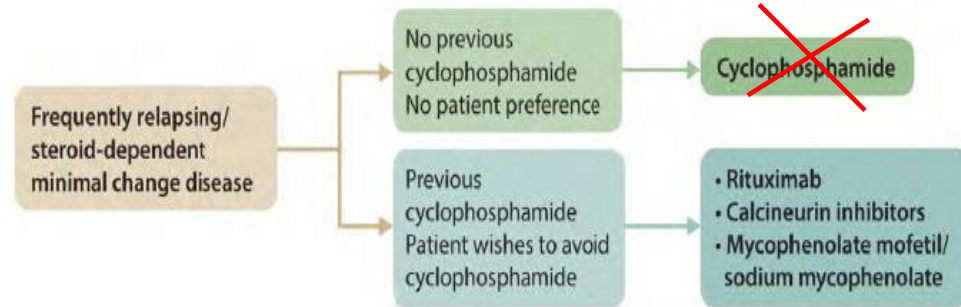 Frequently relapsing/
steroid-dependent
minimal change disease
No previous
cyclophosphamide
No patient preference
Cyclophosphamide
Previous
cyclophosphamide
Patient wishes to avoid
cyclophosphamide
• Rituximab
• Calcineurin inhibitors
• Mycophenolate mofetil/
sodium mycophenolate